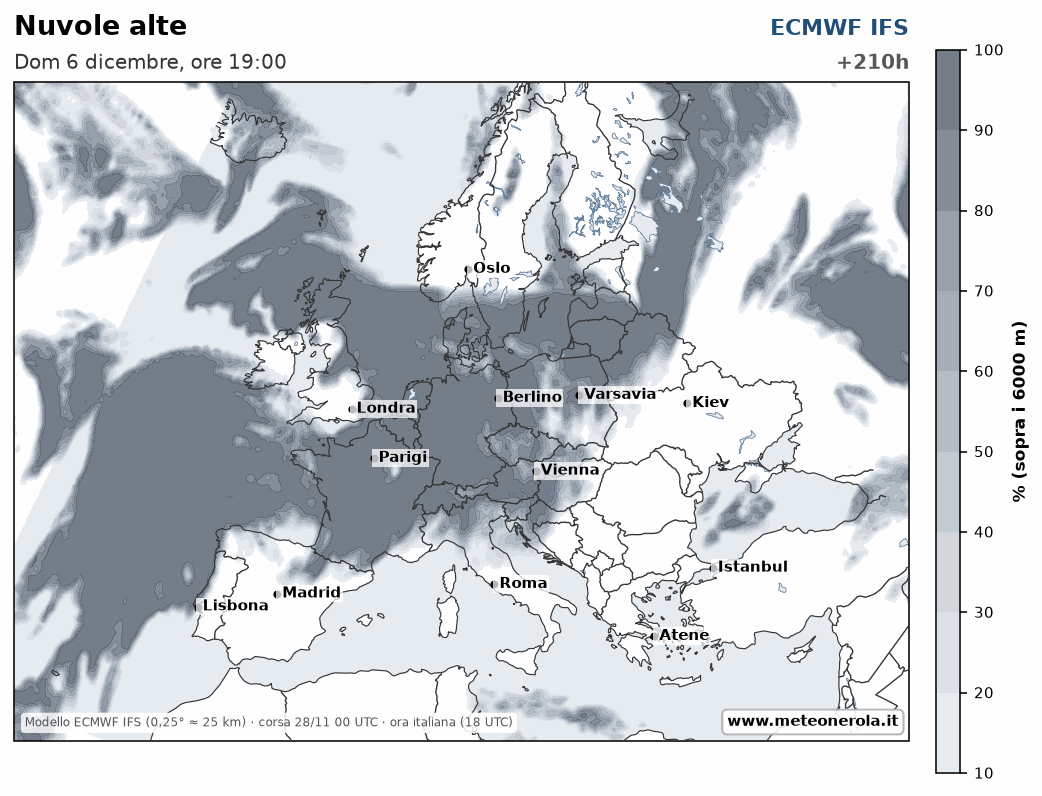 Nuvole alte
ECMWF IFS
Dom 6 dicembre, ore 19:00
+210h
Oslo
Londra
Berlino
Varsavia
Kiev
Parigi
Vienna
Istanbul
Roma
Madrid
Lisbona
Atene
Modello ECMWF IFS (0,25° ≈ 25 km) · corsa 28/11 00 UTC · ora italiana (18 UTC)
www.meteonerola.it
100
90
80
70
60
50
40
30
20
10
% (sopra i 6000 m)